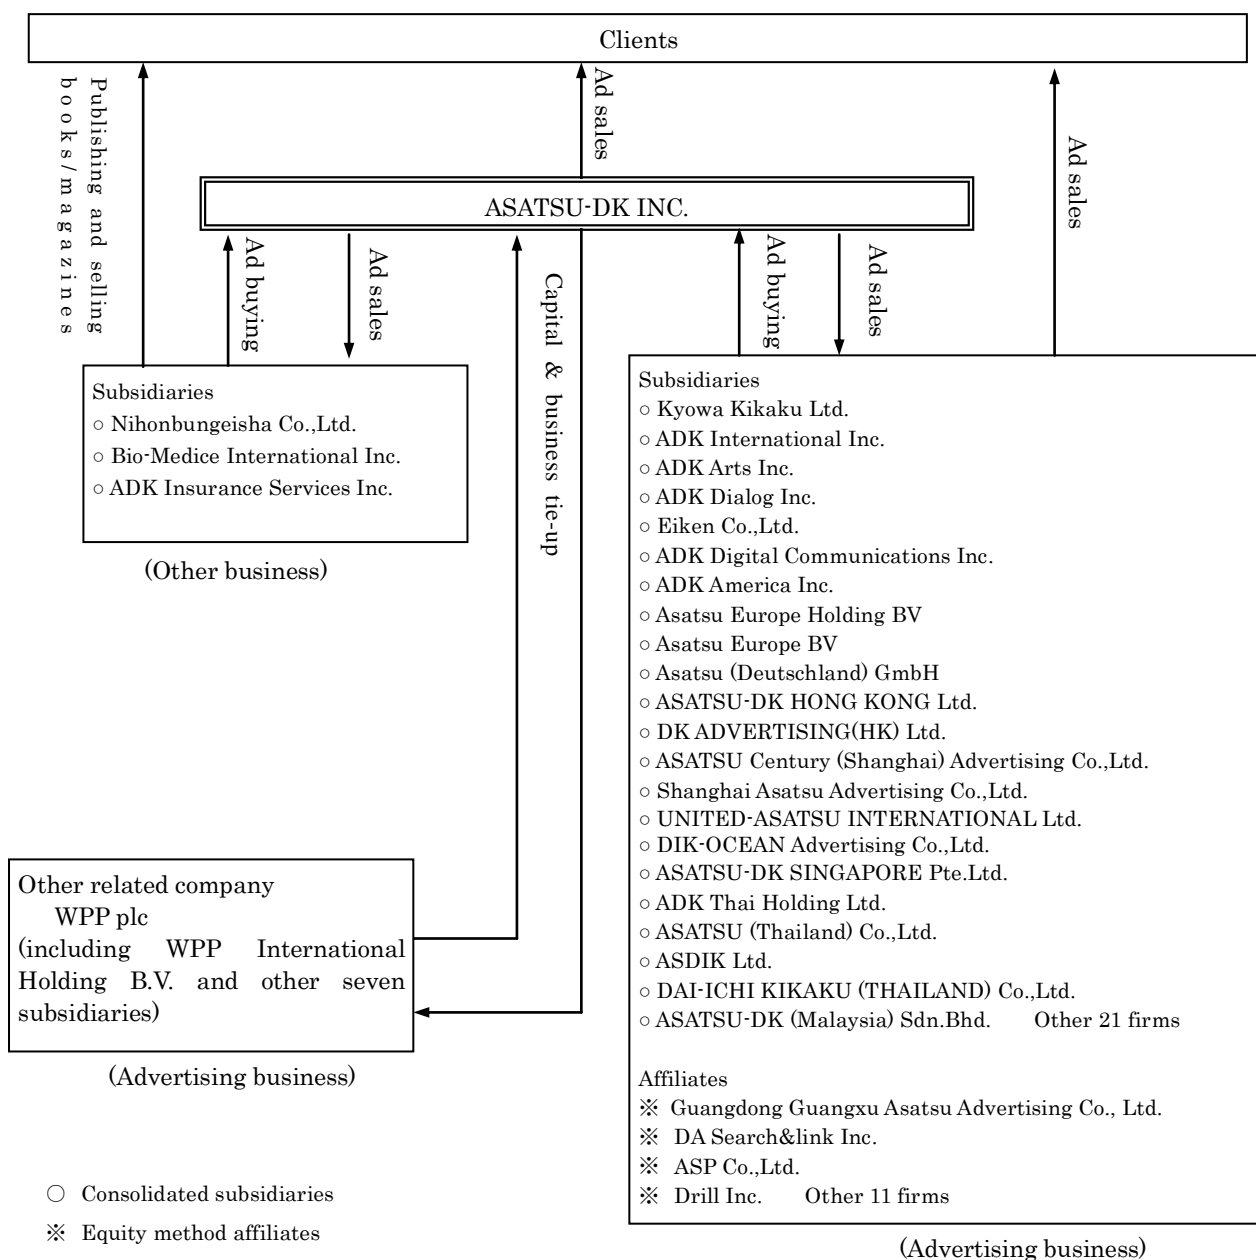 Clients
Publishing and selling
books/magazines
Ad sales
Ad sales
ASATSU-DK INC.
Ad buying
Ad sales
Capital & business tie-up
Ad buying
Ad sales
Subsidiaries
○ Nihonbungeisha Co.,Ltd.
○ Bio-Medice International Inc.
○ ADK Insurance Services Inc.
(Other business)
Other related company
WPP plc
(including WPP International
Holding B.V. and other seven
subsidiaries)
(Advertising business)
Subsidiaries
○ Kyowa Kikaku Ltd.
○ ADK International Inc.
○ ADK Arts Inc.
○ ADK Dialog Inc.
○ Eiken Co.,Ltd.
○ ADK Digital Communications Inc.
○ ADK America Inc.
○ Asatsu Europe Holding BV
○ Asatsu Europe BV
○ Asatsu (Deutschland) GmbH
○ ASATSU-DK HONG KONG Ltd.
○ DK ADVERTISING(HK) Ltd.
○ ASATSU Century (Shanghai) Advertising Co.,Ltd.
○ Shanghai Asatsu Advertising Co.,Ltd.
○ UNITED-ASATSU INTERNATIONAL Ltd.
○ DIK-OCEAN Advertising Co.,Ltd.
○ ASATSU-DK SINGAPORE Pte.Ltd.
○ ADK Thai Holding Ltd.
○ ASATSU (Thailand) Co.,Ltd.
○ ASDIK Ltd.
○ DAI-ICHI KIKAKU (THAILAND) Co.,Ltd.
○ ASATSU-DK (Malaysia) Sdn.Bhd. Other 21 firms
Affiliates
※ Guangdong Guangxu Asatsu Advertising Co., Ltd.
※ DA Search&link Inc.
※ ASP Co.,Ltd.
※ Drill Inc. Other 11 firms
(Advertising business)
○ Consolidated subsidiaries
※ Equity method affiliates